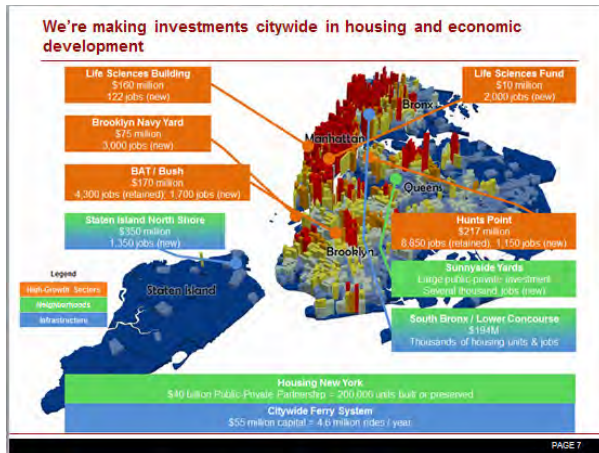 We're making investments citywide in housing and economic
development
Life Sciences Building
$160 million
122 jobs (new)
Life Sciences Fund
$10 million
2,000 jobs (new)
Brooklyn Navy Yard
$75 million
3,000 jobs (new)
BAT / Bush
$170 million
4,300 jobs (retained); 1,700 jobs (new)
Staten Island North Shore
$350 million
1,350 jobs (new)
Bronx
Manhattan
Queens
Brooklyn
Staten Island
Hunts Point
$217 million
8,850 jobs (retained); 1,150 jobs (new)
Sunnyside Yards
Large public-private investment
Several thousand jobs (new)
South Bronx / Lower Concourse
$194M
Thousands of housing units & jobs
Legend
High-Growth Sectors
Neighborhoods
Infrastructure
Housing New York
$40 billion Public-Private Partnership = 200,000 units built or preserved
Citywide Ferry System
$55 million capital = 4.6 million rides / year
PAGE 7